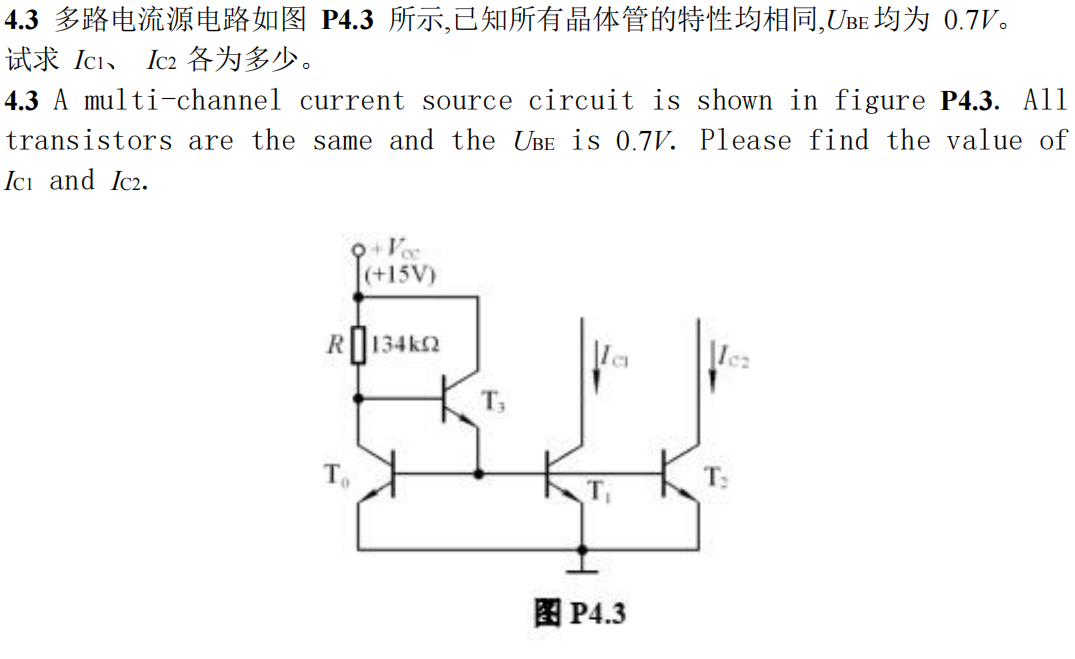 4.3 多路电流源电路如图 P4.3 所示,已知所有晶体管的特性均相同,UBE均为 0.7V。
试求 IC1、 IC2 各为多少。
4.3 A multi-channel current source circuit is shown in figure P4.3. All
transistors are the same and the UBE is 0.7V. Please find the value of
IC1 and IC2.
+VCC
(+15V)
R 134kΩ
IC1
IC2
T3
T0
T1
T2
图 P4.3